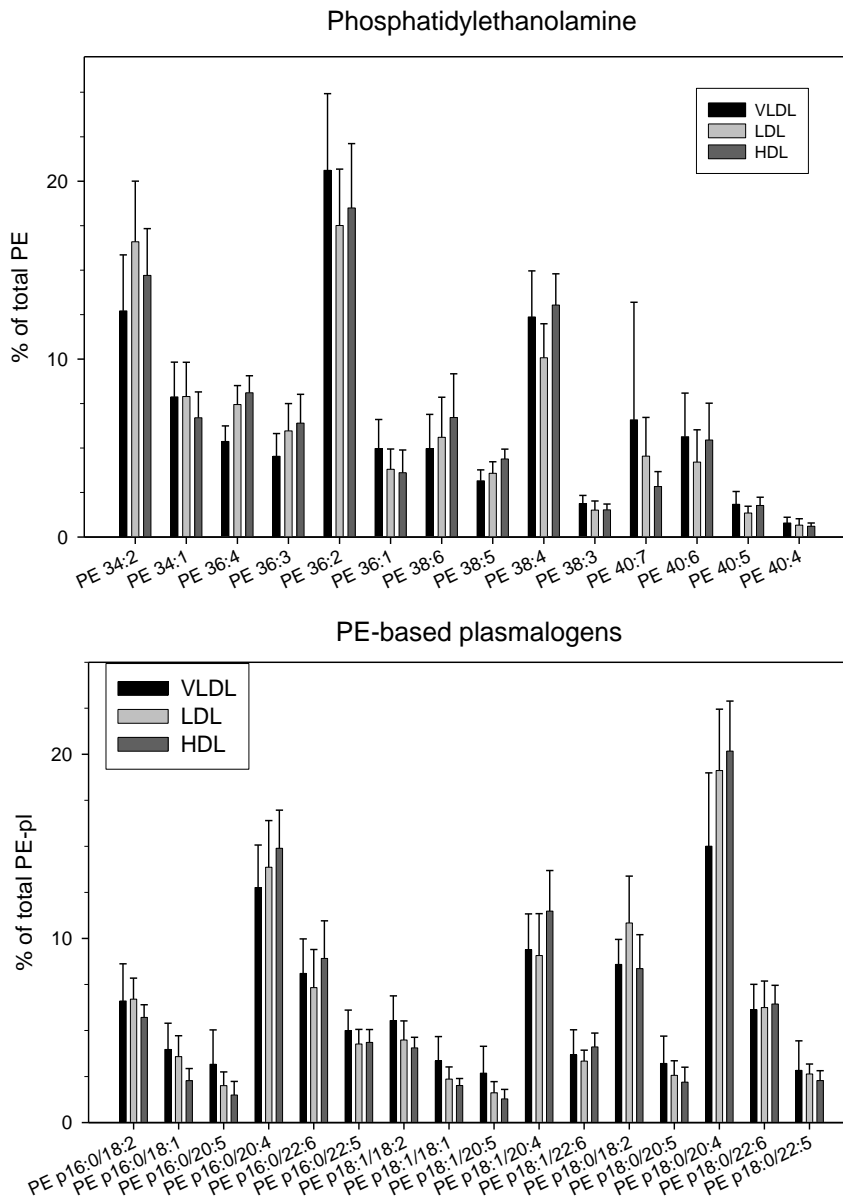 Phosphatidylethanolamine
% of total PE
20
10
0
VLDL
LDL
HDL
PE 34:2
PE 34:1
PE 36:4
PE 36:3
PE 36:2
PE 36:1
PE 38:6
PE 38:5
PE 38:4
PE 38:3
PE 40:7
PE 40:6
PE 40:5
PE 40:4
PE-based plasmalogens
% of total PE-pl
20
10
0
VLDL
LDL
HDL
PE p16:0/18:2
PE p16:0/18:1
PE p16:0/20:5
PE p16:0/20:4
PE p16:0/22:6
PE p16:0/22:5
PE p18:1/18:2
PE p18:1/18:1
PE p18:1/20:5
PE p18:1/20:4
PE p18:1/22:6
PE p18:0/18:2
PE p18:0/20:5
PE p18:0/20:4
PE p18:0/22:6
PE p18:0/22:5